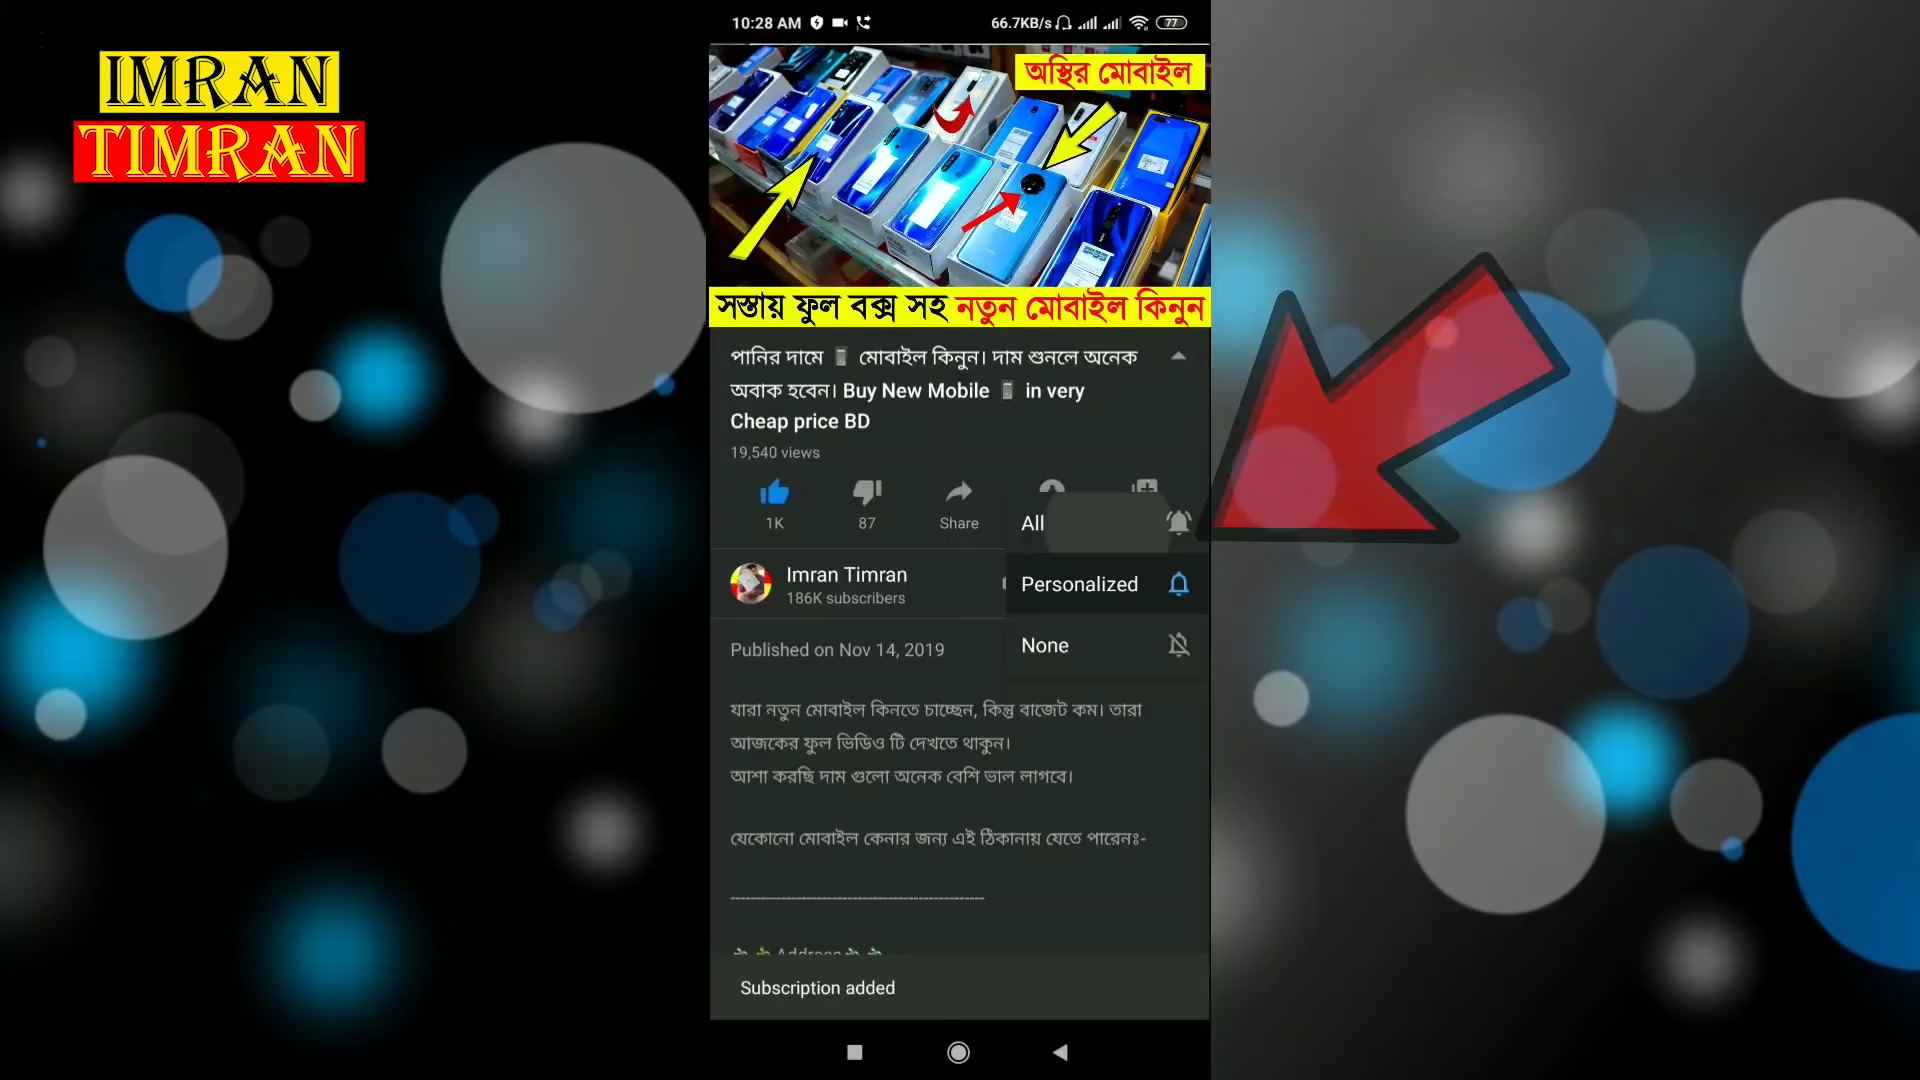 IMRAN
TIMRAN
10:28 AM
66.7KB/s
77
অস্থির মোবাইল
সস্তায় ফুল বক্স সহ নতুন মোবাইল কিনুন
পানির দামে মোবাইল কিনুন। দাম শুনলে অনেক
অবাক হবেন। Buy New Mobile in very
Cheap price BD
19,540 views
1K
87
Share
All
Imran Timran
186K subscribers
Personalized
None
Published on Nov 14, 2019
যারা নতুন মোবাইল কিনতে চাচ্ছেন, কিন্তু বাজেট কম। তারা
আজকের ফুল ভিডিও টি দেখতে থাকুন।
আশা করছি দাম গুলো অনেক বেশি ভাল লাগবে।
যেকোনো মোবাইল কেনার জন্য এই ঠিকানায় যেতে পারেনঃ-
------------------------------------------------
Address
Subscription added